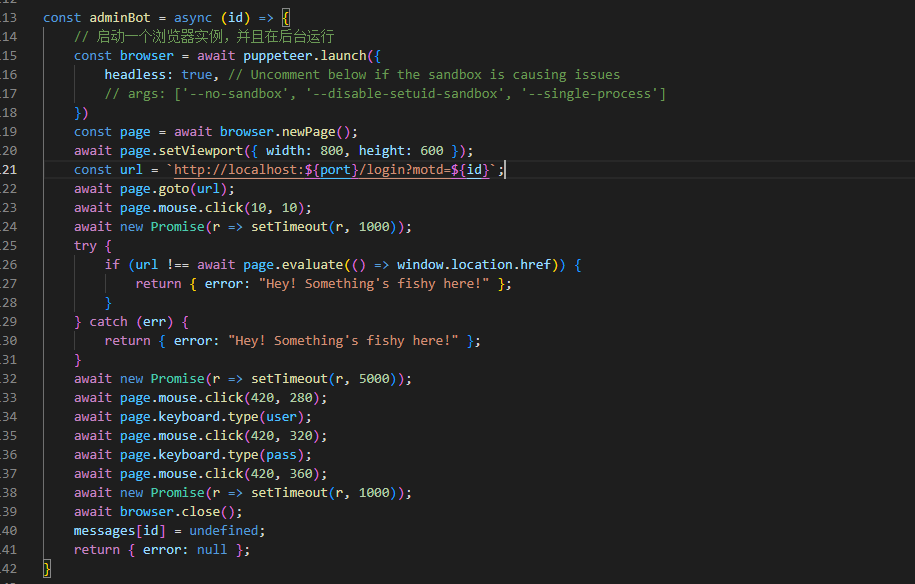 13 const adminBot = async (id) => {
14 // 启动一个浏览器实例，并且在后台运行
15 const browser = await puppeteer.launch({
16 headless: true, // Uncomment below if the sandbox is causing issues
17 // args: ['--no-sandbox', '--disable-setuid-sandbox', '--single-process']
18 })
19 const page = await browser.newPage();
20 await page.setViewport({ width: 800, height: 600 });
21 const url = `http://localhost:${port}/login?motd=${id}`;
22 await page.goto(url);
23 await page.mouse.click(10, 10);
24 await new Promise(r => setTimeout(r, 1000));
25 try {
26 if (url !== await page.evaluate(() => window.location.href)) {
27 return { error: "Hey! Something's fishy here!" };
28 }
29 } catch (err) {
30 return { error: "Hey! Something's fishy here!" };
31 }
32 await new Promise(r => setTimeout(r, 5000));
33 await page.mouse.click(420, 280);
34 await page.keyboard.type(user);
35 await page.mouse.click(420, 320);
36 await page.keyboard.type(pass);
37 await page.mouse.click(420, 360);
38 await new Promise(r => setTimeout(r, 1000));
39 await browser.close();
40 messages[id] = undefined;
41 return { error: null };
42 }